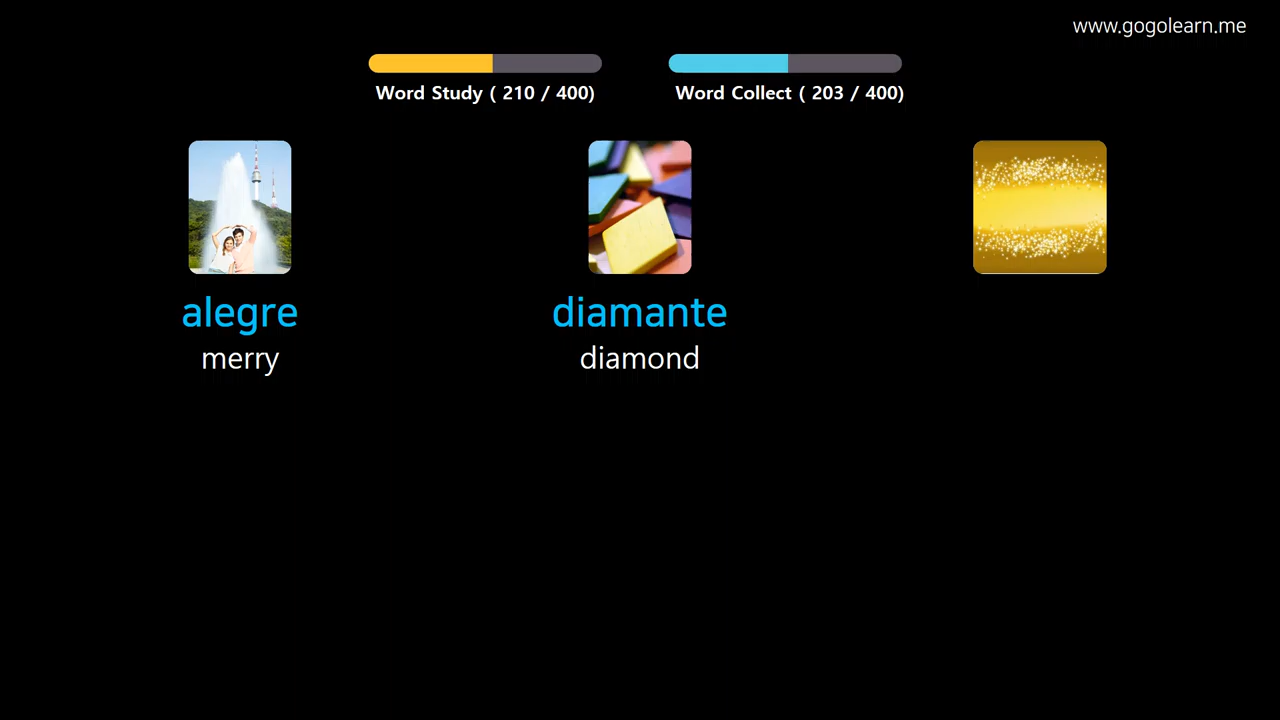 www.gogolearn.me
Word Study ( 210 / 400)
Word Collect ( 203 / 400)
alegre
merry
diamante
diamond